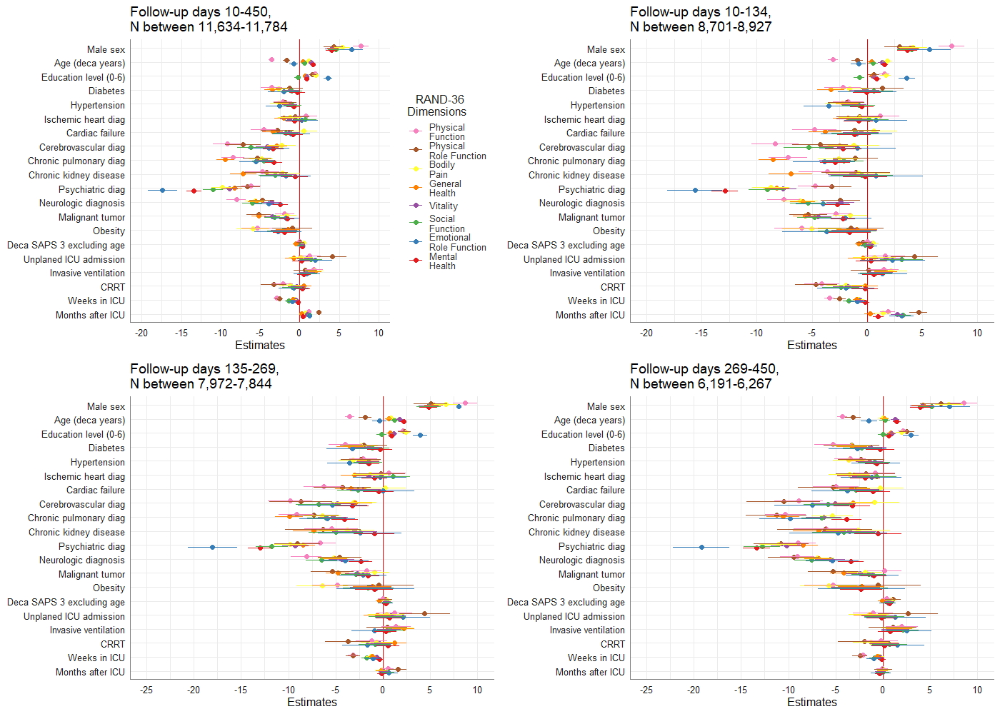 Follow-up days 10-450,
N between 11,634-11,784
Male sex
Age (deca years)
Education level (0-6)
Diabetes
Hypertension
Ischemic heart diag
Cardiac failure
Cerebrovascular diag
Chronic pulmonary diag
Chronic kidney disease
Psychiatric diag
Neurologic diagnosis
Malignant tumor
Obesity
Deca SAPS 3 excluding age
Unplaned ICU admission
Invasive ventilation
CRRT
Weeks in ICU
Months after ICU
-20 -15 -10 -5 0 5 10
Estimates
RAND-36
Dimensions
Physical
Function
Physical
Role Function
Bodily
Pain
General
Health
Vitality
Social
Function
Emotional
Role Function
Mental
Health
Follow-up days 10-134,
N between 8,701-8,927
Male sex
Age (deca years)
Education level (0-6)
Diabetes
Hypertension
Ischemic heart diag
Cardiac failure
Cerebrovascular diag
Chronic pulmonary diag
Chronic kidney disease
Psychiatric diag
Neurologic diagnosis
Malignant tumor
Obesity
Deca SAPS 3 excluding age
Unplaned ICU admission
Invasive ventilation
CRRT
Weeks in ICU
Months after ICU
-20 -15 -10 -5 0 5 10
Estimates
Follow-up days 135-269,
N between 7,972-7,844
Male sex
Age (deca years)
Education level (0-6)
Diabetes
Hypertension
Ischemic heart diag
Cardiac failure
Cerebrovascular diag
Chronic pulmonary diag
Chronic kidney disease
Psychiatric diag
Neurologic diagnosis
Malignant tumor
Obesity
Deca SAPS 3 excluding age
Unplaned ICU admission
Invasive ventilation
CRRT
Weeks in ICU
Months after ICU
-25 -20 -15 -10 -5 0 5 10
Estimates
Follow-up days 269-450,
N between 6,191-6,267
Male sex
Age (deca years)
Education level (0-6)
Diabetes
Hypertension
Ischemic heart diag
Cardiac failure
Cerebrovascular diag
Chronic pulmonary diag
Chronic kidney disease
Psychiatric diag
Neurologic diagnosis
Malignant tumor
Obesity
Deca SAPS 3 excluding age
Unplaned ICU admission
Invasive ventilation
CRRT
Weeks in ICU
Months after ICU
-25 -20 -15 -10 -5 0 5 10
Estimates